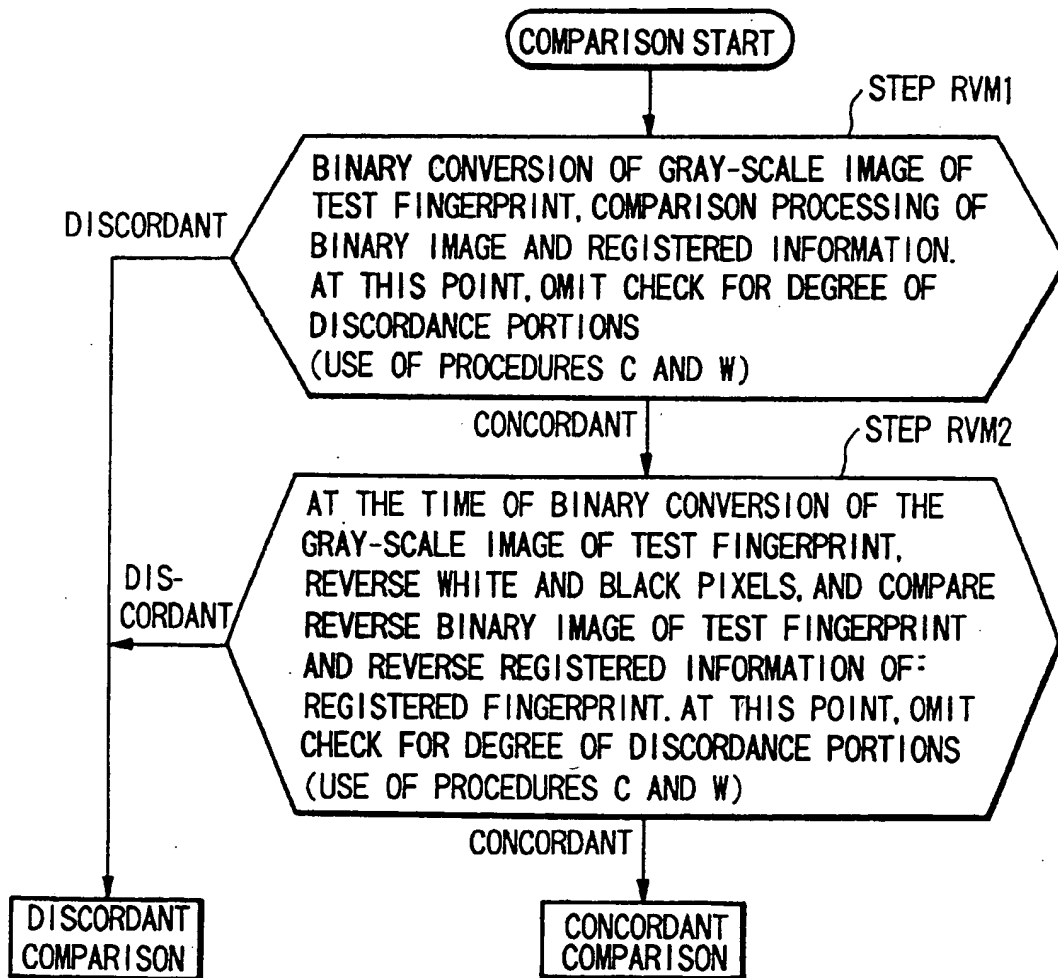 COMPARISON START
STEP RVM1
BINARY CONVERSION OF GRAY-SCALE IMAGE OF
TEST FINGERPRINT, COMPARISON PROCESSING OF
BINARY IMAGE AND REGISTERED INFORMATION.
AT THIS POINT, OMIT CHECK FOR DEGREE OF
DISCORDANCE PORTIONS
(USE OF PROCEDURES C AND W)
DISCORDANT
CONCORDANT
STEP RVM2
AT THE TIME OF BINARY CONVERSION OF THE
GRAY-SCALE IMAGE OF TEST FINGERPRINT,
REVERSE WHITE AND BLACK PIXELS, AND COMPARE
REVERSE BINARY IMAGE OF TEST FINGERPRINT
AND REVERSE REGISTERED INFORMATION OF
REGISTERED FINGERPRINT. AT THIS POINT, OMIT
CHECK FOR DEGREE OF DISCORDANCE PORTIONS
(USE OF PROCEDURES C AND W)
DIS-
CORDANT
CONCORDANT
DISCORDANT
COMPARISON
CONCORDANT
COMPARISON